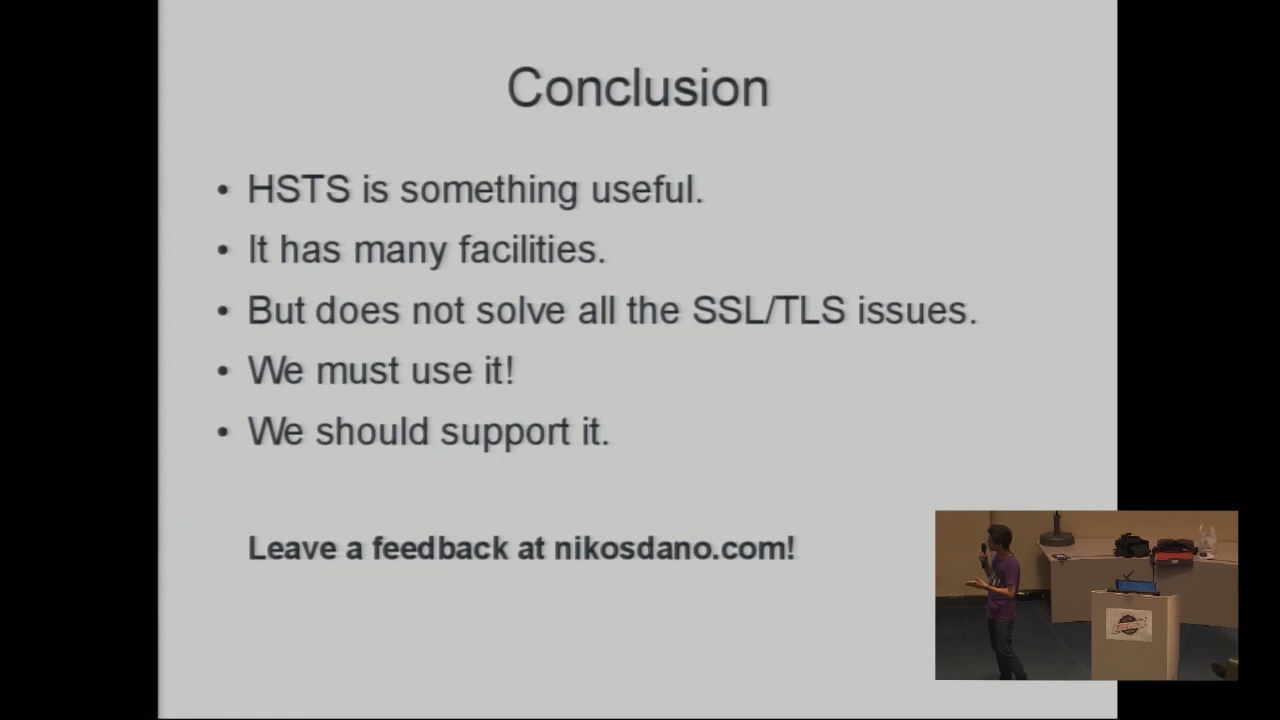 Conclusion
• HSTS is something useful.
• It has many facilities.
• But does not solve all the SSL/TLS issues.
• We must use it!
• We should support it.
Leave a feedback at nikosdano.com!